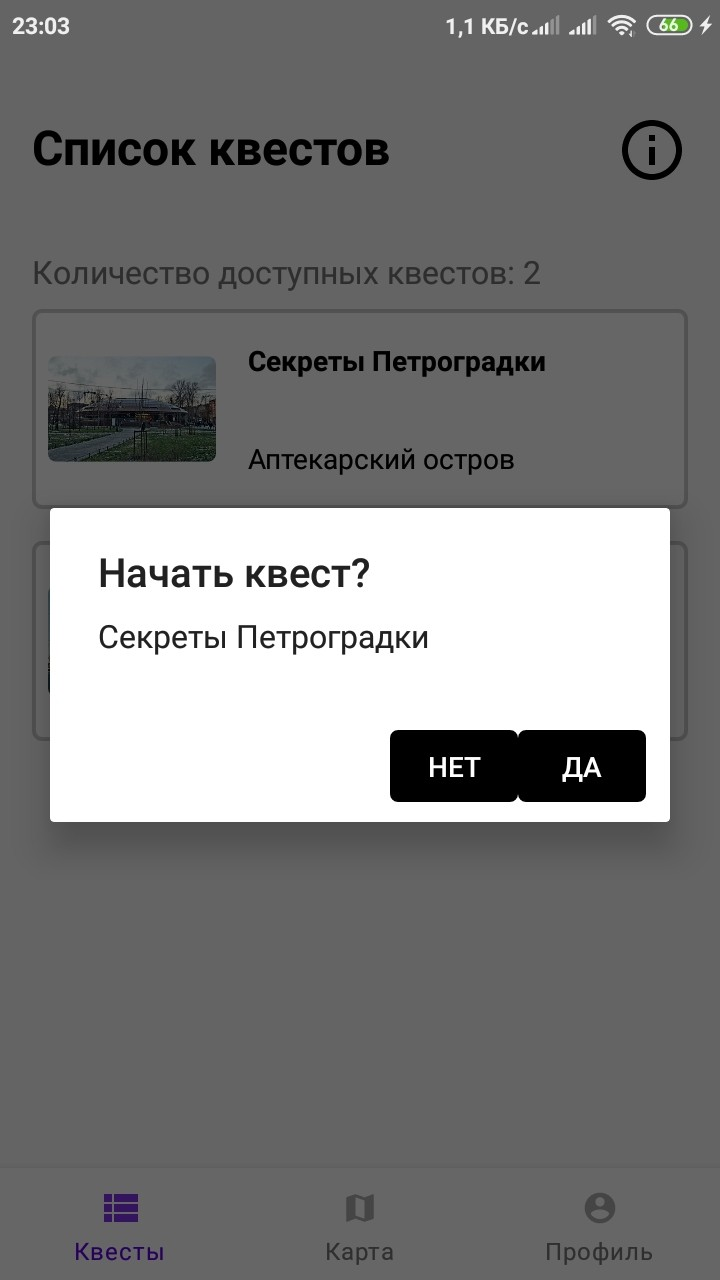 23:03 1,1 КБ/с 66
Список квестов
Количество доступных квестов: 2
Секреты Петроградки
Аптекарский остров
Начать квест?
Секреты Петроградки
НЕТ ДА
Квесты Карта Профиль